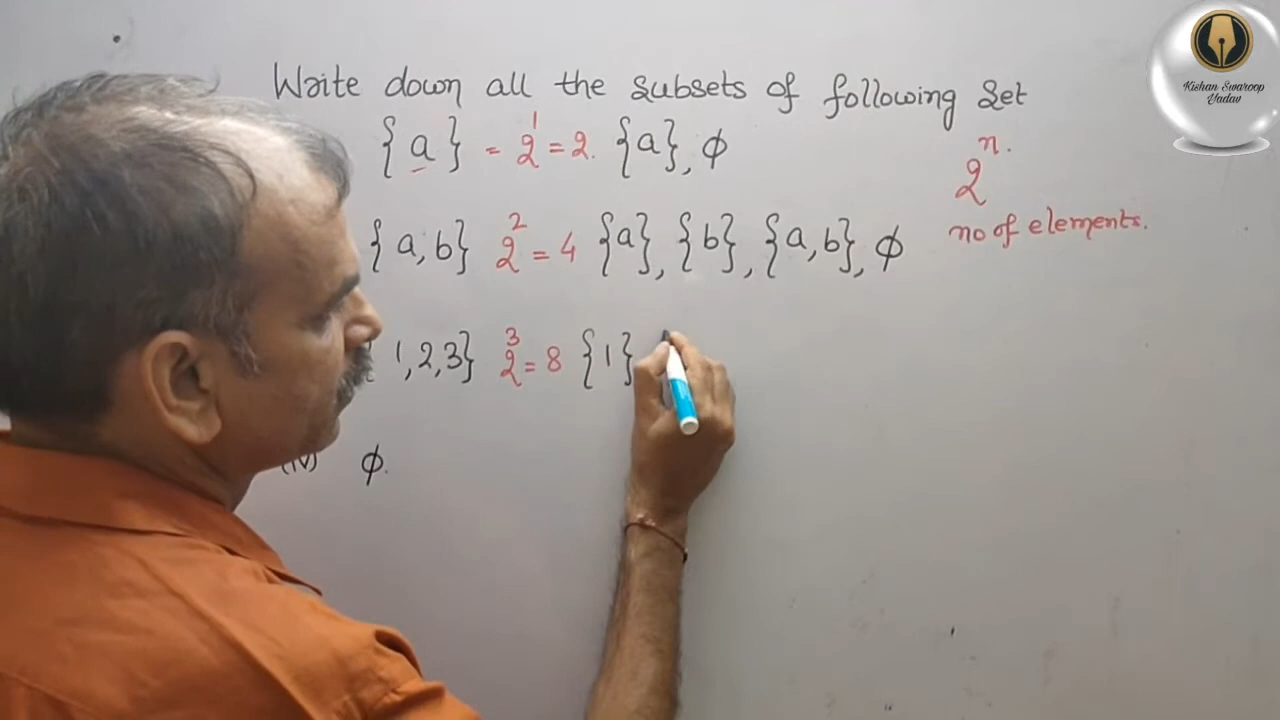 Write down all the subsets of following set
{a} = 2¹ = 2. {a}, ϕ
2ⁿ.
no of elements.
{a,b} 2² = 4 {a}, {b}, {a,b}, ϕ
{1,2,3} 2³ = 8 {1}
(iv) ϕ.
Kishan Swaroop
Yadav